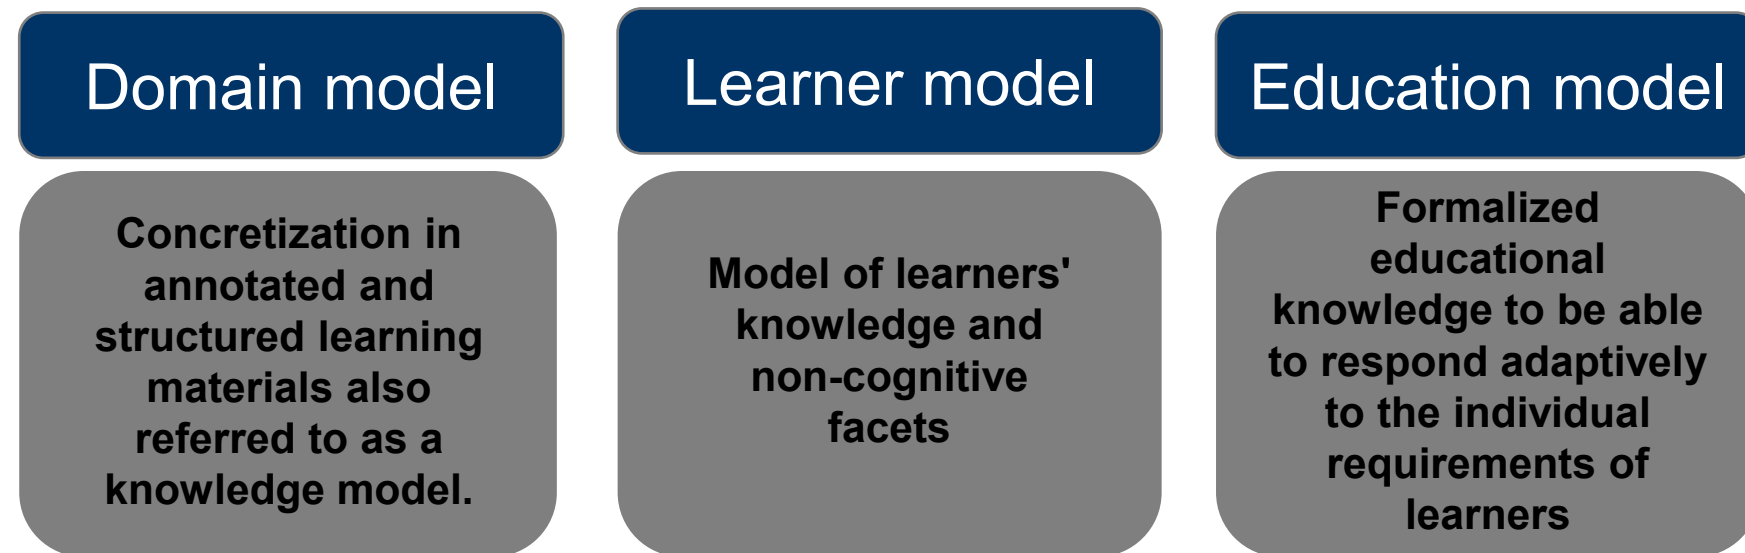 Domain model
Concretization in
annotated and
structured learning
materials also
referred to as a
knowledge model.
Learner model
Model of learners'
knowledge and
non-cognitive
facets
Education model
Formalized
educational
knowledge to be able
to respond adaptively
to the individual
requirements of
learners